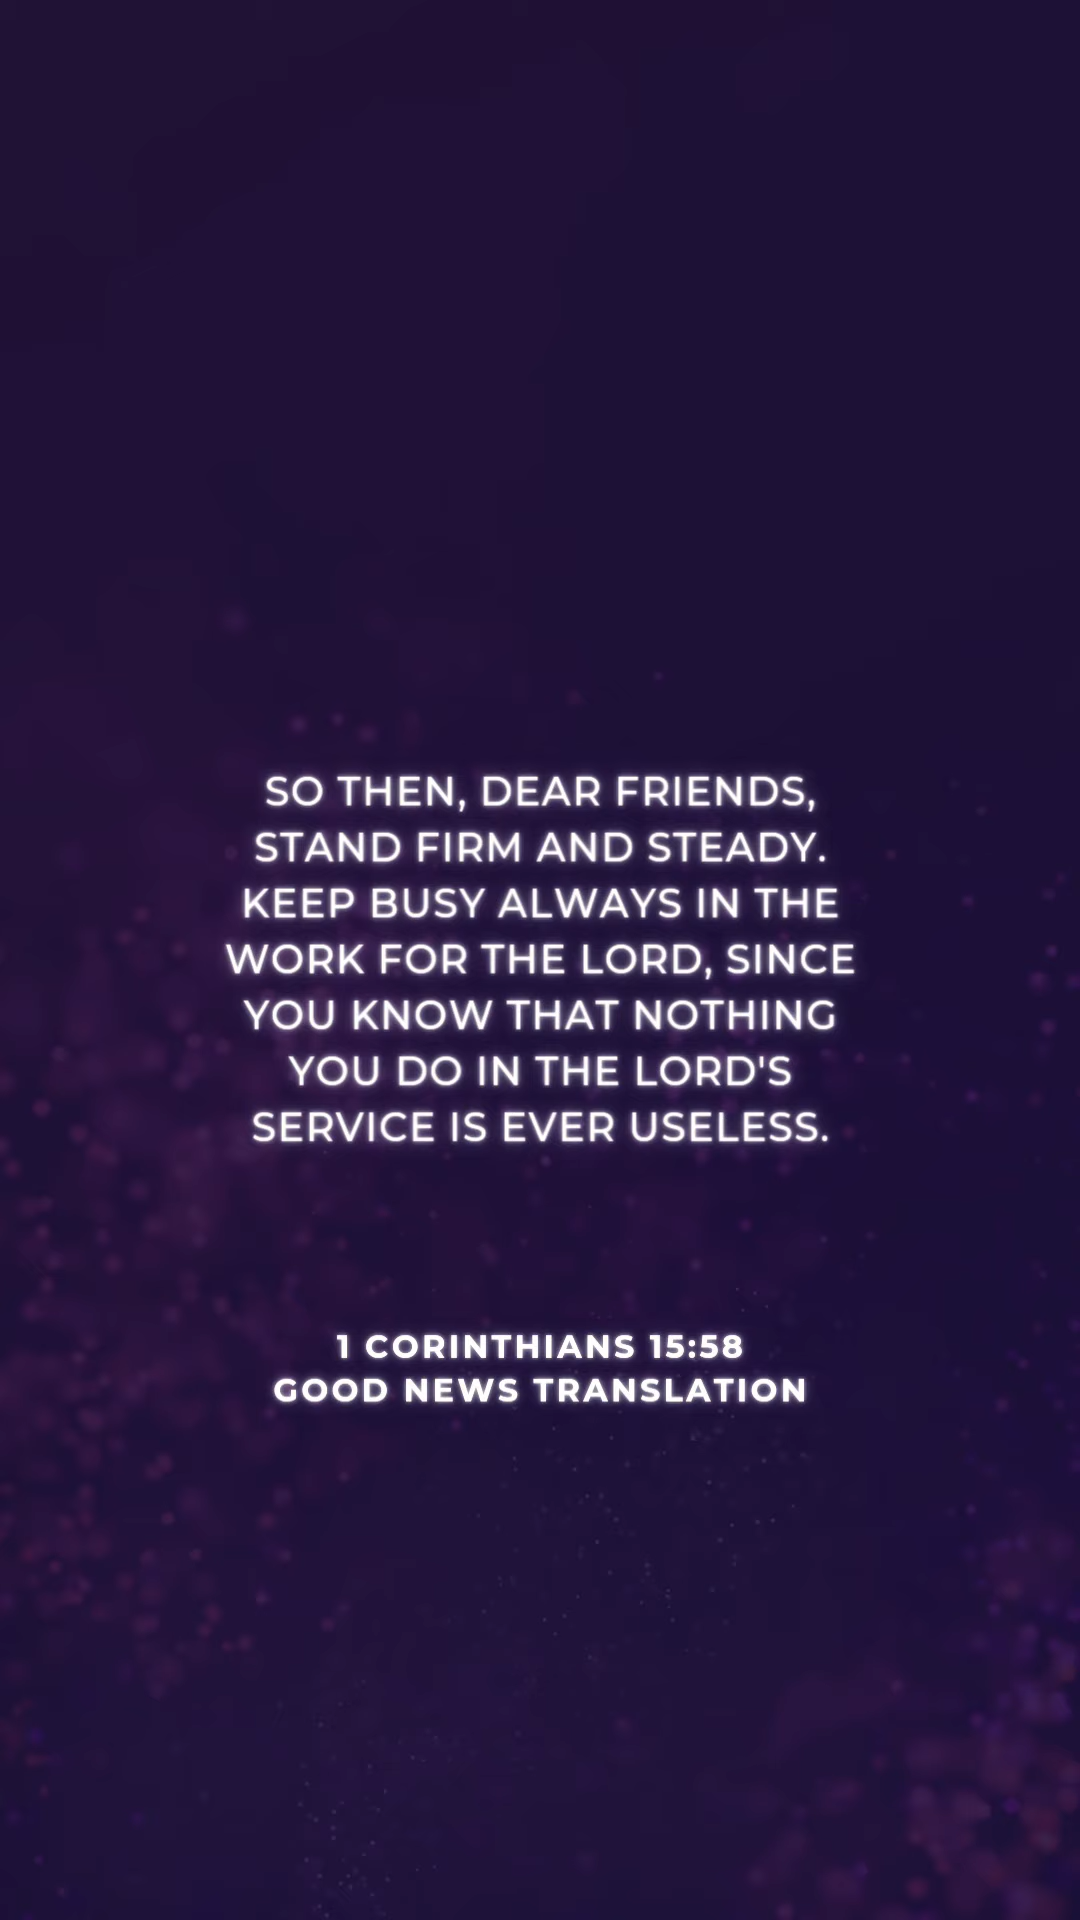 SO THEN, DEAR FRIENDS,
STAND FIRM AND STEADY.
KEEP BUSY ALWAYS IN THE
WORK FOR THE LORD, SINCE
YOU KNOW THAT NOTHING
YOU DO IN THE LORD'S
SERVICE IS EVER USELESS.
1 CORINTHIANS 15:58
GOOD NEWS TRANSLATION